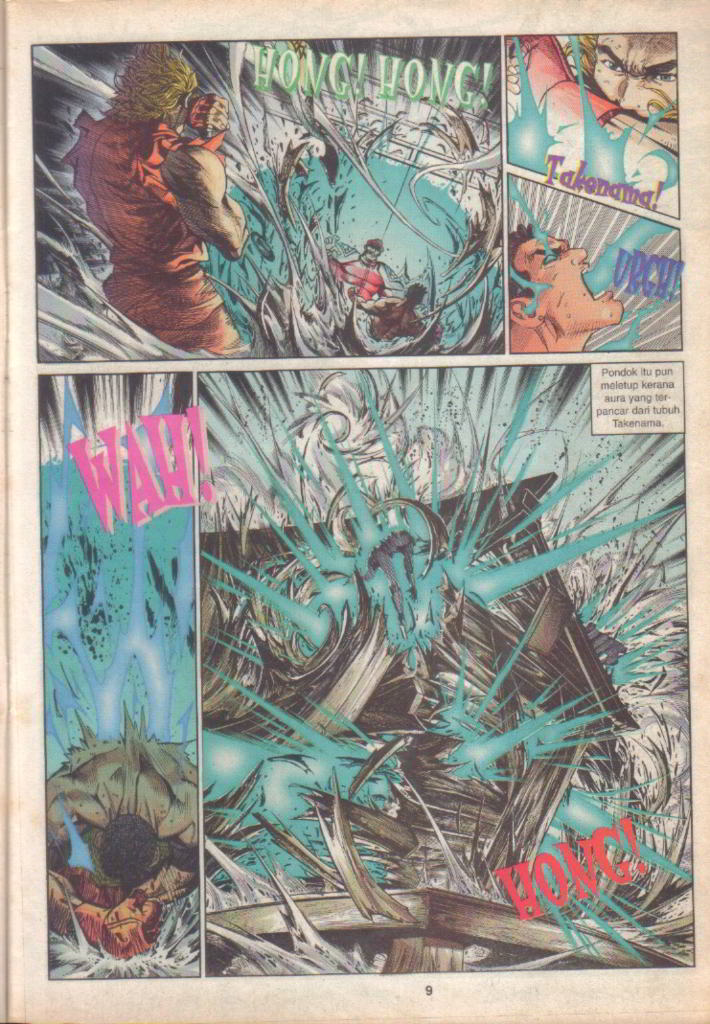 HONG! HONG!
Takenama!
URGH!
WAH!
Pondok itu pun
meletup kerana
aura yang ter-
pancar dari tubuh
Takenama.
HONG!
9